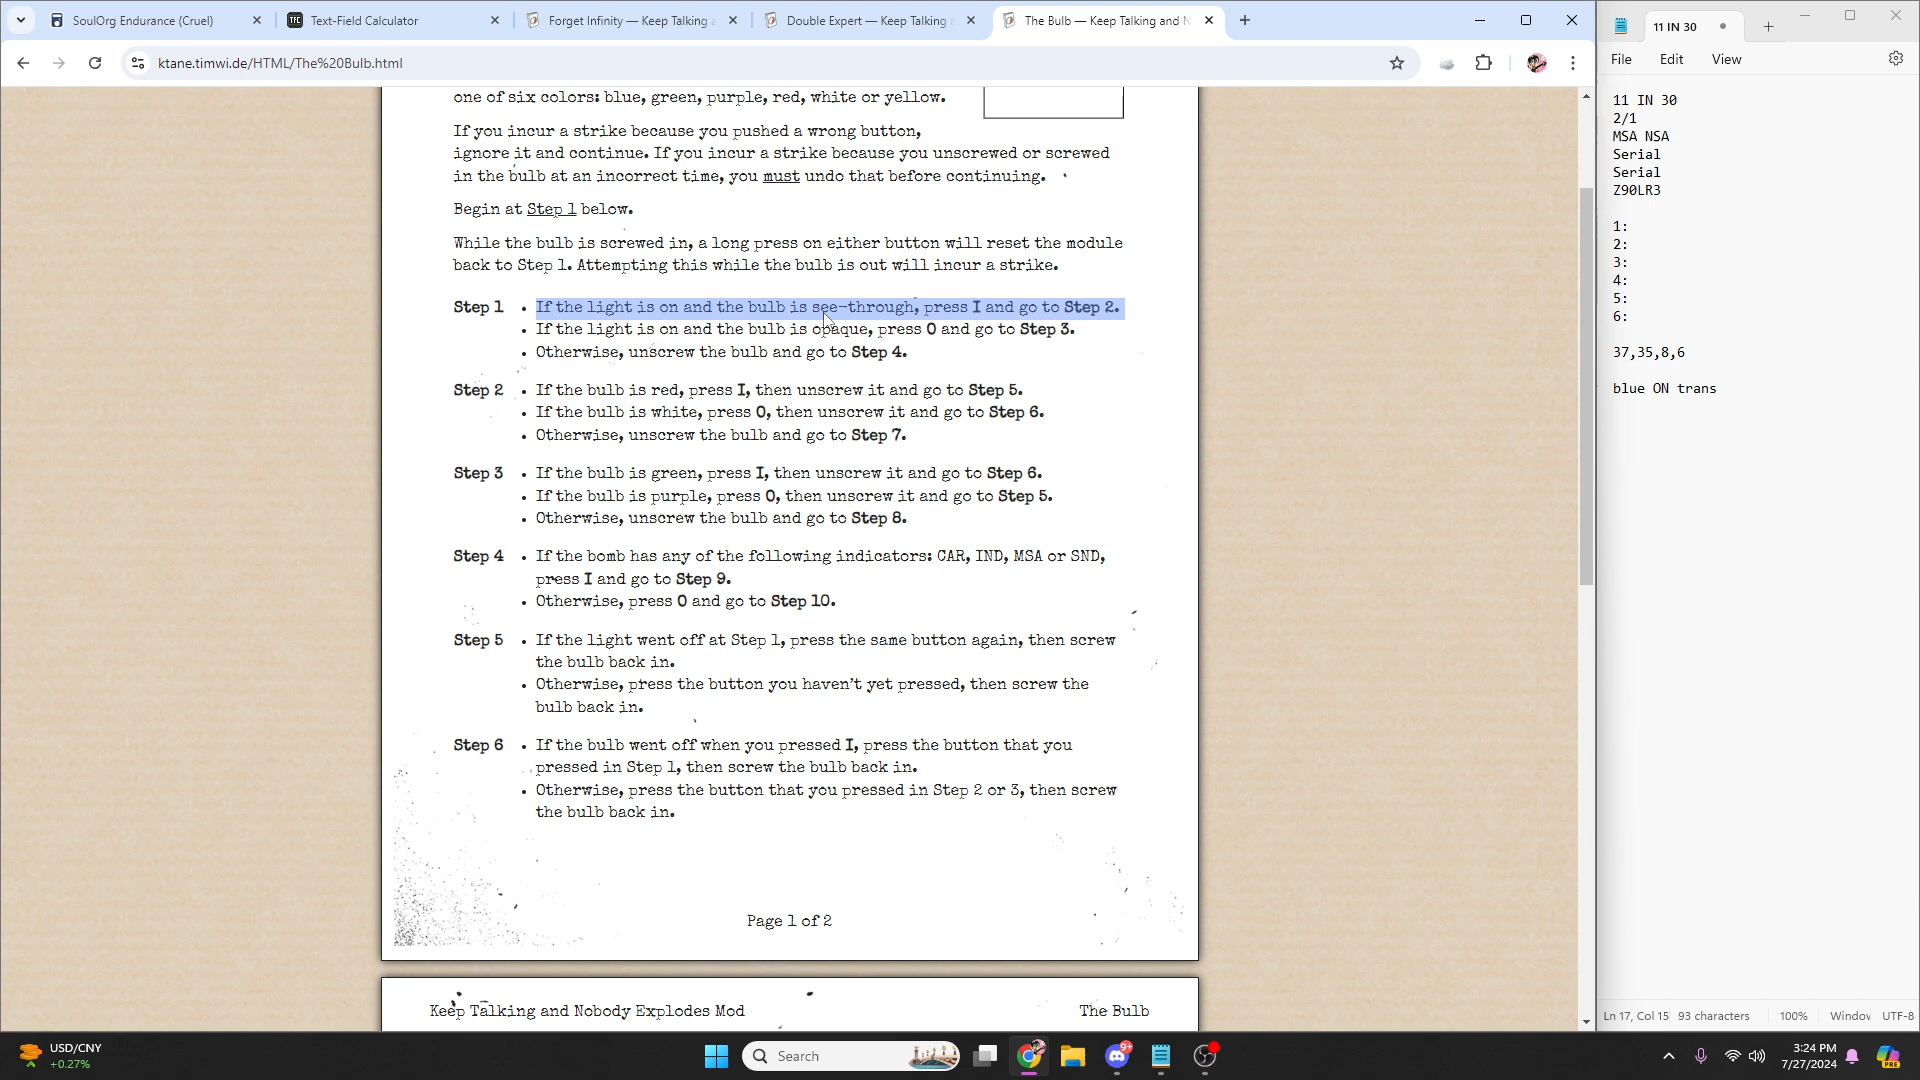 SoulOrg Endurance (Cruel)
Text-Field Calculator
Forget Infinity — Keep Talking a
Double Expert — Keep Talking
The Bulb — Keep Talking and N
ktane.timwi.de/HTML/The%20Bulb.html
one of six colors: blue, green, purple, red, white or yellow.
If you incur a strike because you pushed a wrong button,
ignore it and continue. If you incur a strike because you unscrewed or screwed
in the bulb at an incorrect time, you must undo that before continuing.
Begin at Step 1 below.
While the bulb is screwed in, a long press on either button will reset the module
back to Step 1. Attempting this while the bulb is out will incur a strike.
Step 1 • If the light is on and the bulb is see-through, press I and go to Step 2.
• If the light is on and the bulb is opaque, press O and go to Step 3.
• Otherwise, unscrew the bulb and go to Step 4.
Step 2 • If the bulb is red, press I, then unscrew it and go to Step 5.
• If the bulb is white, press O, then unscrew it and go to Step 6.
• Otherwise, unscrew the bulb and go to Step 7.
Step 3 • If the bulb is green, press I, then unscrew it and go to Step 6.
• If the bulb is purple, press O, then unscrew it and go to Step 5.
• Otherwise, unscrew the bulb and go to Step 8.
Step 4 • If the bomb has any of the following indicators: CAR, IND, MSA or SND,
press I and go to Step 9.
• Otherwise, press O and go to Step 10.
Step 5 • If the light went off at Step 1, press the same button again, then screw
the bulb back in.
• Otherwise, press the button you haven't yet pressed, then screw the
bulb back in.
Step 6 • If the bulb went off when you pressed I, press the button that you
pressed in Step 1, then screw the bulb back in.
• Otherwise, press the button that you pressed in Step 2 or 3, then screw
the bulb back in.
Page 1 of 2
Keep Talking and Nobody Explodes Mod
The Bulb
11 IN 30
File Edit View
11 IN 30
2/1
MSA NSA
Serial
Serial
Z90LR3
1:
2:
3:
4:
5:
6:
37,35,8,6
blue ON trans
Ln 17, Col 15 93 characters 100% Window UTF-8
USD/CNY
+0.27%
Search
9+
3:24 PM
7/27/2024
PRE